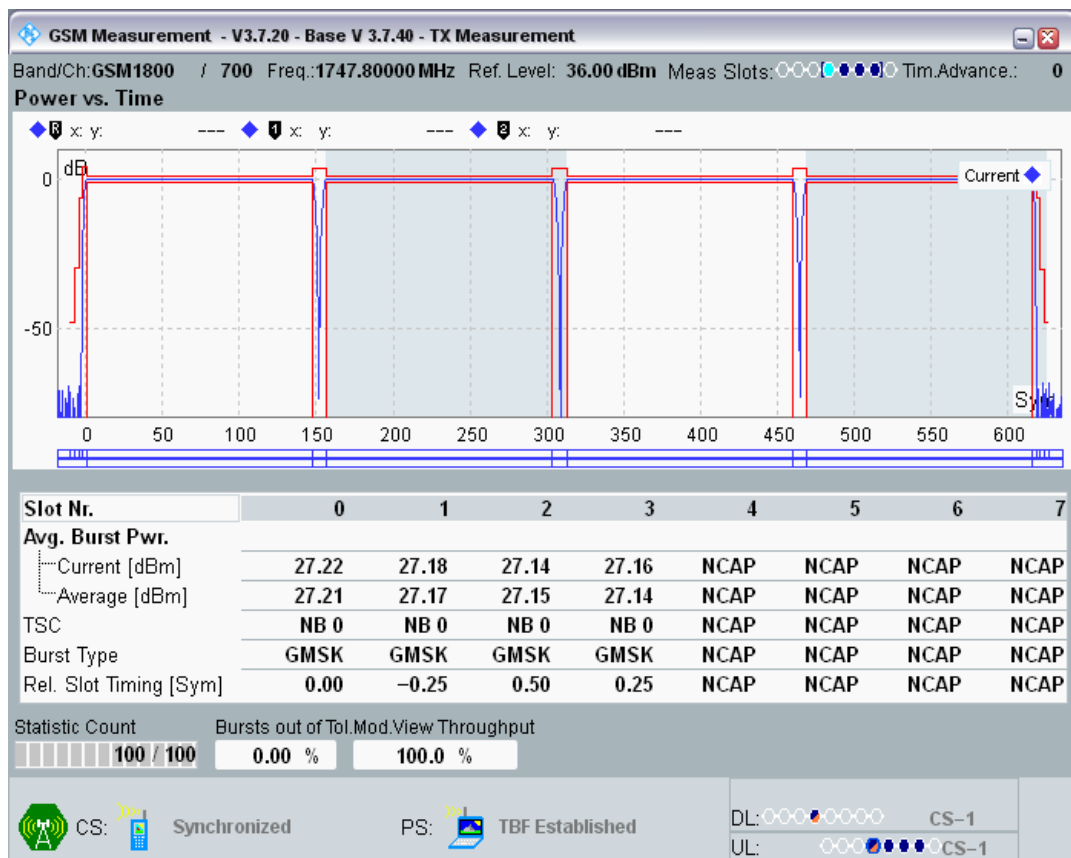 GSM Measurement - V3.7.20 - Base V 3.7.40 - TX Measurement
Band/Ch:GSM1800 / 700 Freq.:1747.80000 MHz Ref. Level: 36.00 dBm Meas Slots: Tim.Advance.: 0
Power vs. Time
R x: y: --- 1 x: y: --- 2 x: y: ---
dB
0
Current
-50
0 50 100 150 200 250 300 350 400 450 500 550 600
Slot Nr. 0 1 2 3 4 5 6 7
Avg. Burst Pwr.
Current [dBm] 27.22 27.18 27.14 27.16 NCAP NCAP NCAP NCAP
Average [dBm] 27.21 27.17 27.15 27.14 NCAP NCAP NCAP NCAP
TSC NB 0 NB 0 NB 0 NB 0 NCAP NCAP NCAP NCAP
Burst Type GMSK GMSK GMSK GMSK NCAP NCAP NCAP NCAP
Rel. Slot Timing [Sym] 0.00 −0.25 0.50 0.25 NCAP NCAP NCAP NCAP
Statistic Count Bursts out of Tol.Mod.View Throughput
100 / 100 0.00 % 100.0 %
CS: Synchronized PS: TBF Established
DL: CS−1
UL: CS−1